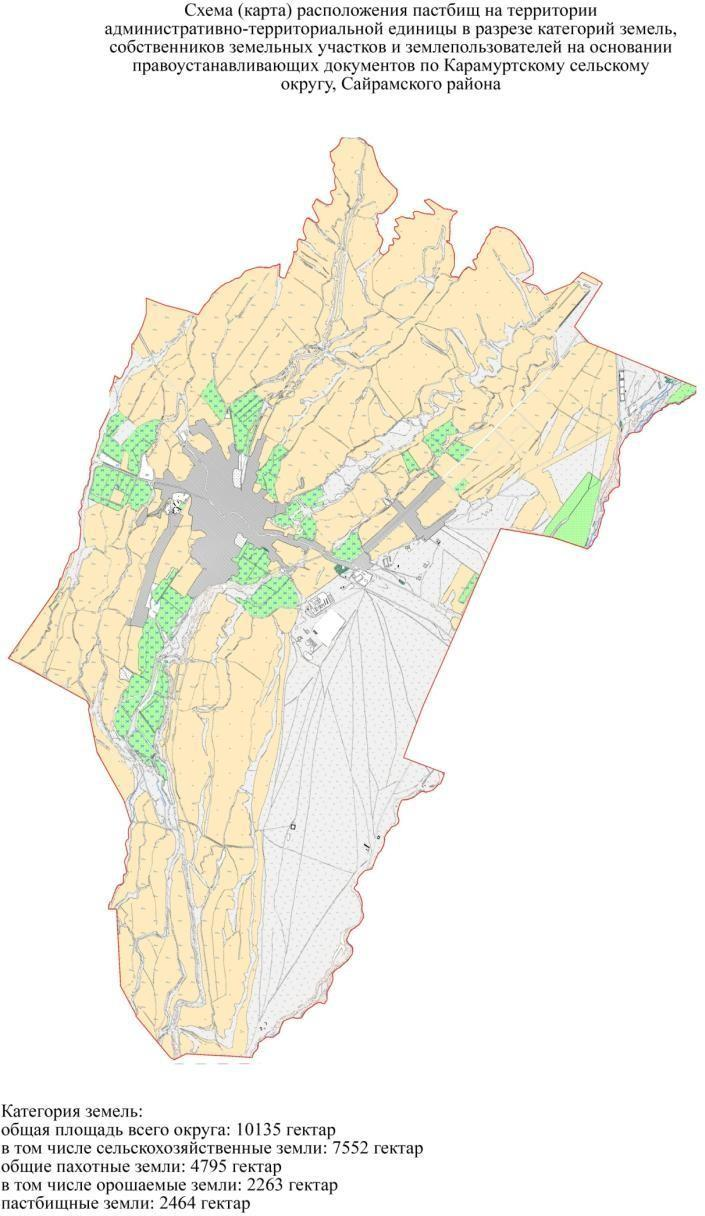 Схема (карта) расположения пастбищ на территории
административно-территориальной единицы в разрезе категорий земель,
собственников земельных участков и землепользователей на основании
правоустанавливающих документов по Карамуртскому сельскому
округу, Сайрамского района
Категория земель:
общая площадь всего округа: 10135 гектар
в том числе сельскохозяйственные земли: 7552 гектар
общие пахотные земли: 4795 гектар
в том числе орошаемые земли: 2263 гектар
пастбищные земли: 2464 гектар